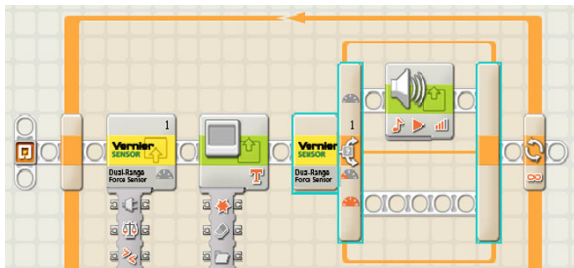 1
Vernier
SENSOR
Dual-Range
Force Sensor
T
1
Vernier
SENSOR
Dual-Range
Force Sensor